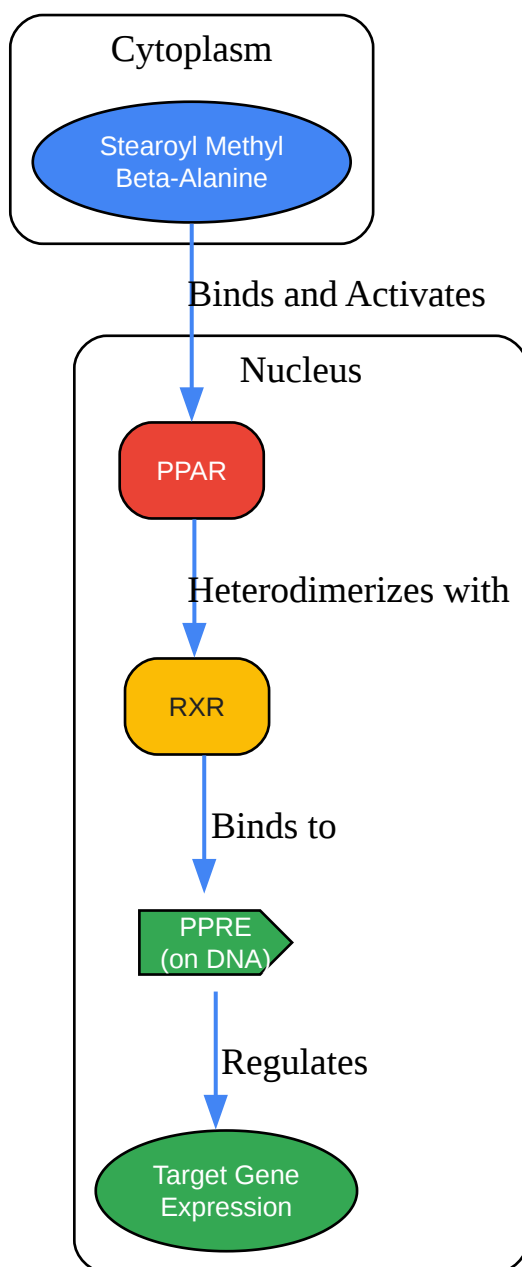 Cytoplasm
Stearoyl Methyl
Beta-Alanine
Binds and Activates
Nucleus
PPAR
Heterodimerizes with
RXR
Binds to
PPRE
(on DNA)
Regulates
Target Gene
Expression